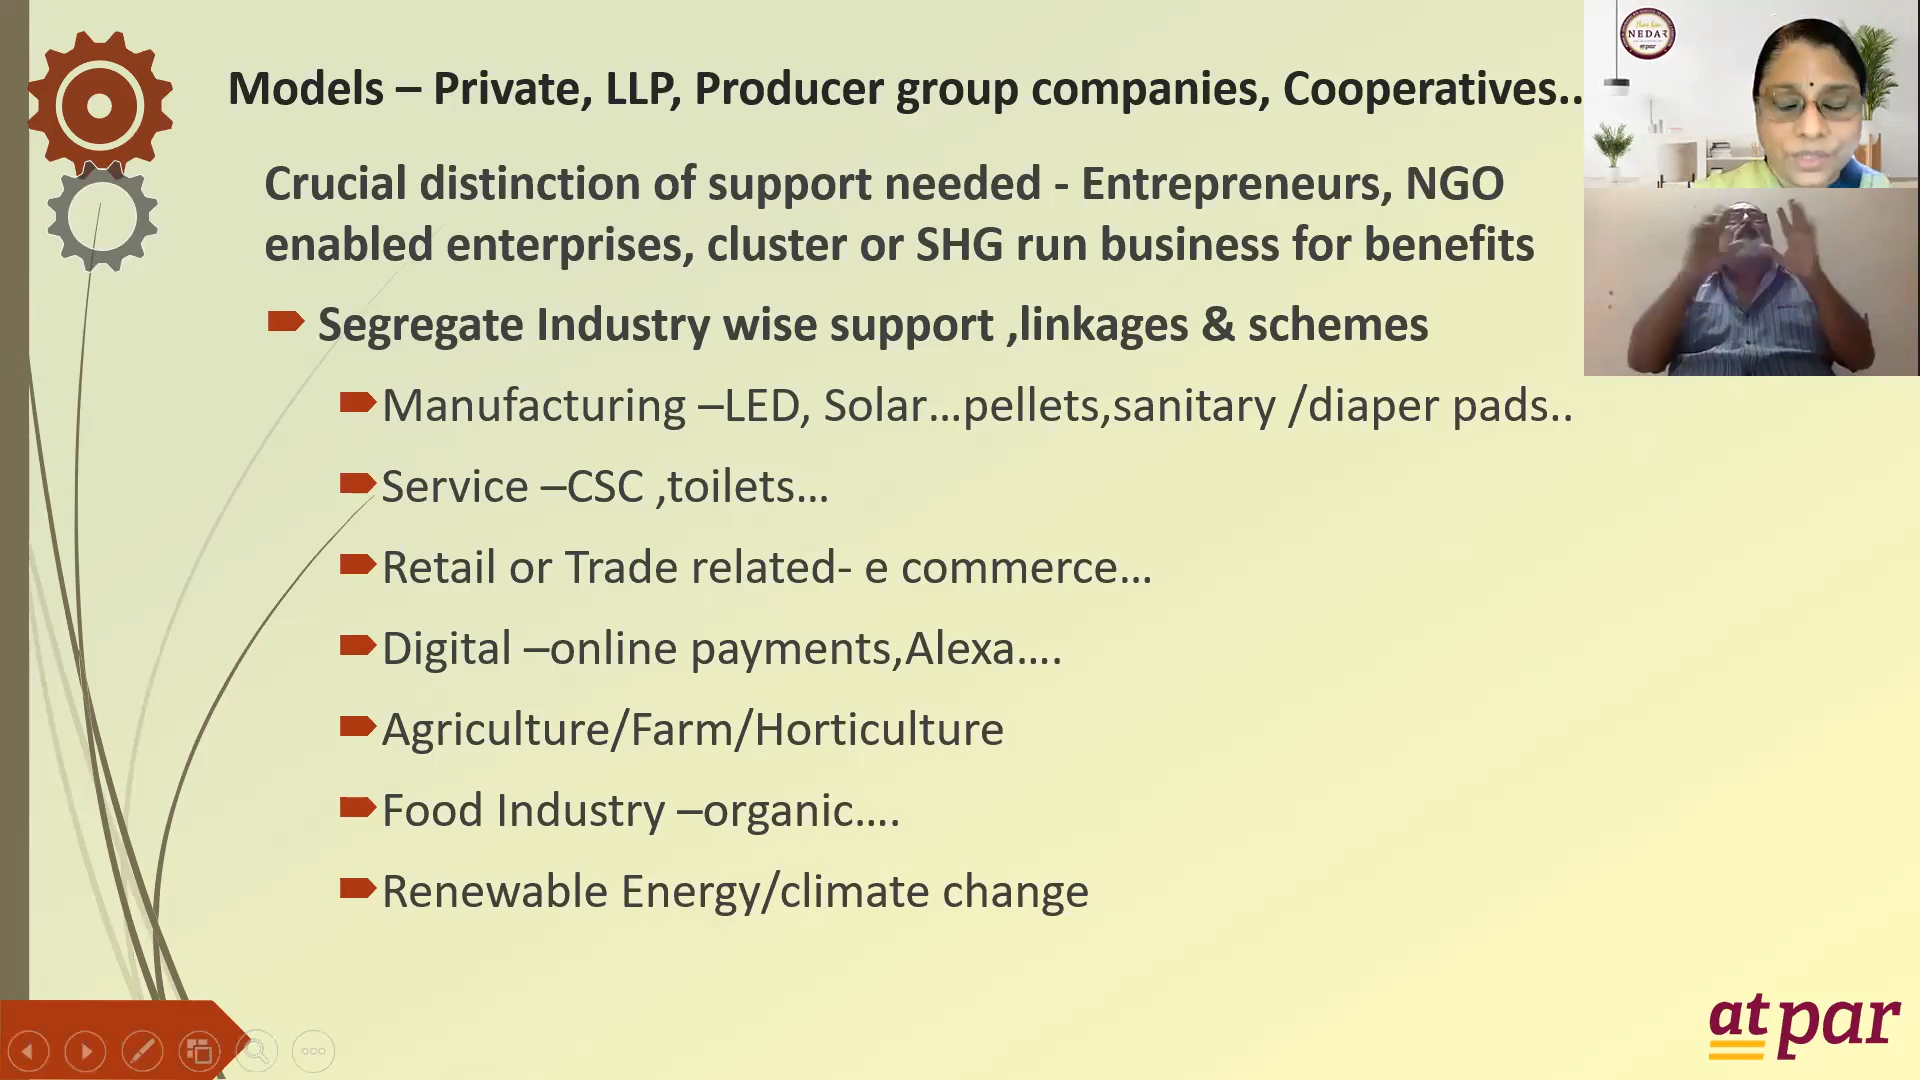 Models – Private, LLP, Producer group companies, Cooperatives..
Crucial distinction of support needed - Entrepreneurs, NGO
enabled enterprises, cluster or SHG run business for benefits
Segregate Industry wise support ,linkages & schemes
Manufacturing –LED, Solar...pellets,sanitary /diaper pads..
Service –CSC ,toilets...
Retail or Trade related- e commerce...
Digital –online payments,Alexa....
Agriculture/Farm/Horticulture
Food Industry –organic....
Renewable Energy/climate change
NEDAR
at par
at par